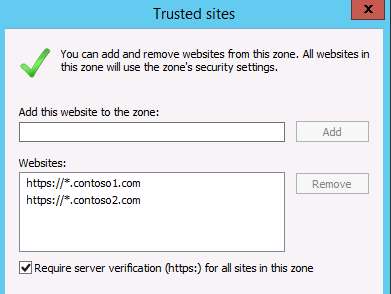 Trusted sites
x
You can add and remove websites from this zone. All websites in
this zone will use the zone's security settings.
Add this website to the zone:
Add
Websites:
https://*.contoso1.com
https://*.contoso2.com
Remove
Require server verification (https:) for all sites in this zone